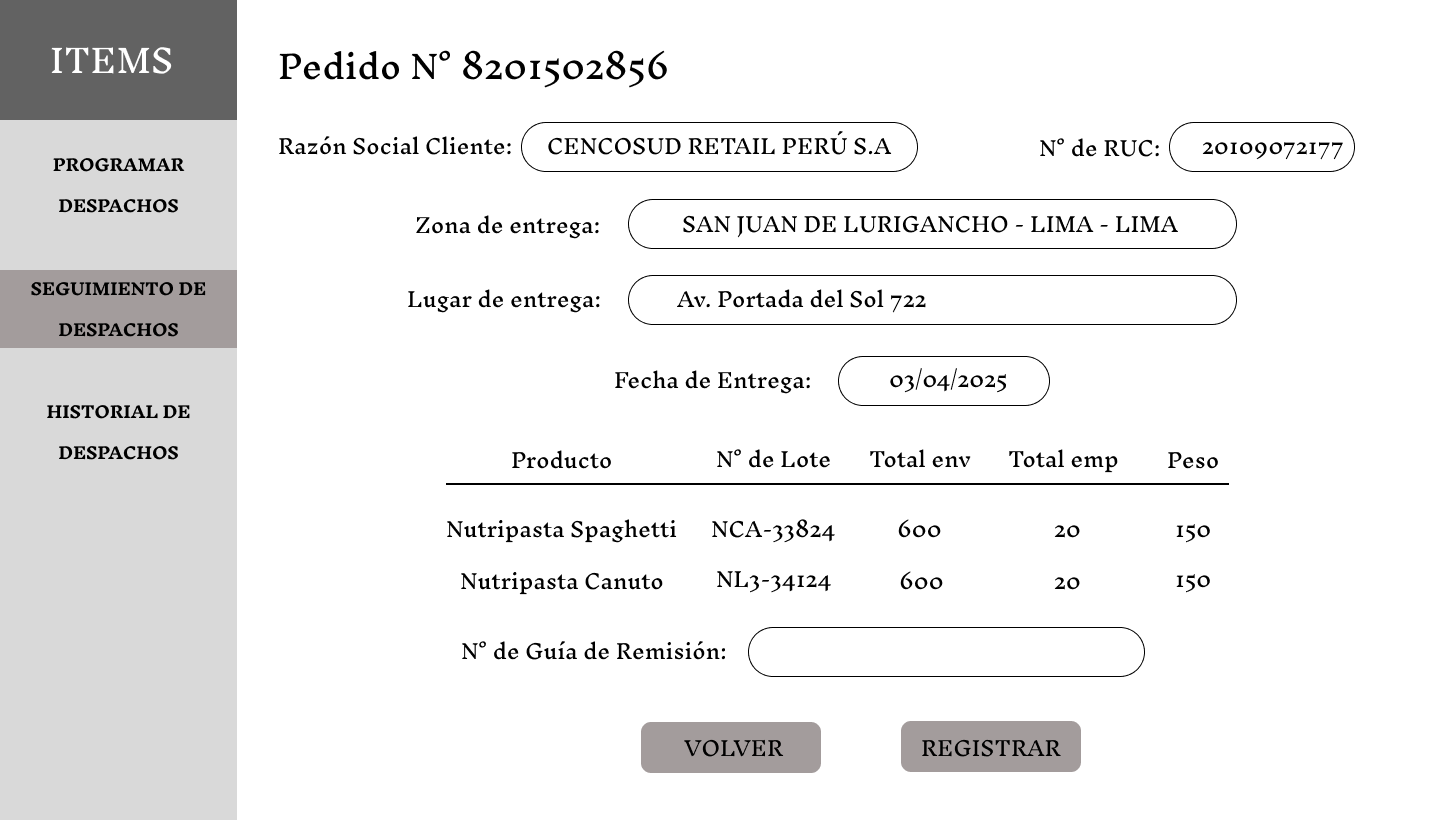 ITEMS
PROGRAMAR
DESPACHOS
SEGUIMIENTO DE
DESPACHOS
HISTORIAL DE
DESPACHOS
Pedido N° 8201502856
Razón Social Cliente: CENCOSUD RETAIL PERÚ S.A N° de RUC: 20109072177
Zona de entrega: SAN JUAN DE LURIGANCHO - LIMA - LIMA
Lugar de entrega: Av. Portada del Sol 722
Fecha de Entrega: 03/04/2025
Producto N° de Lote Total env Total emp Peso
Nutripasta Spaghetti NCA-33824 600 20 150
Nutripasta Canuto NL3-34124 600 20 150
N° de Guía de Remisión:
VOLVER REGISTRAR